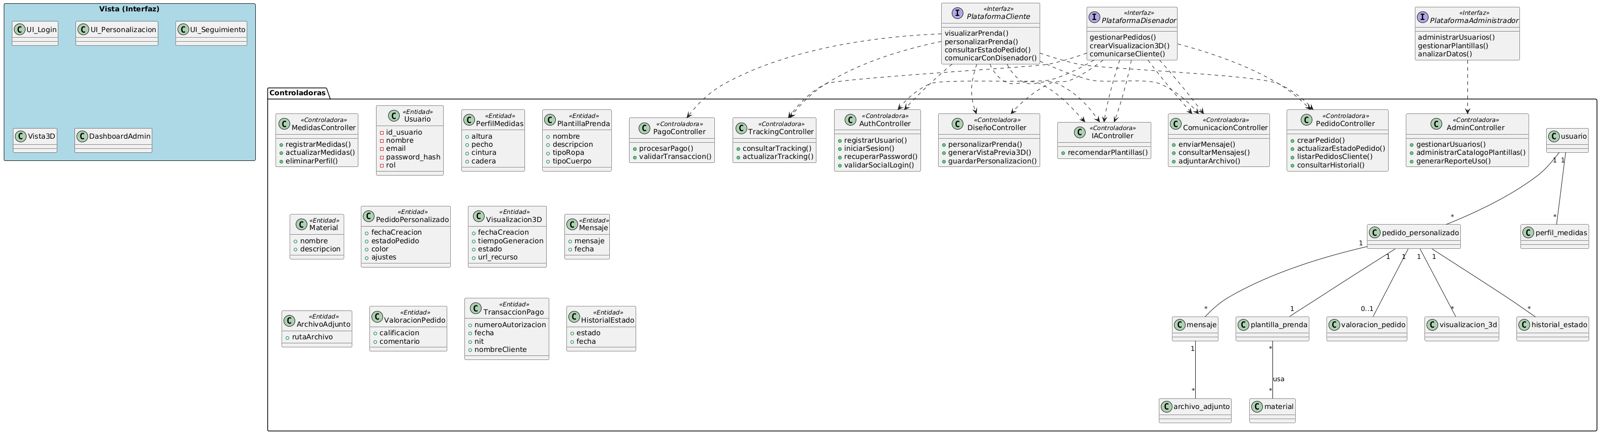 Vista (Interfaz)
C UI_Login
C UI_Personalizacion
C UI_Seguimiento
C Vista3D
C DashboardAdmin
I «Interfaz»
PlataformaCliente
visualizarPrenda()
personalizarPrenda()
consultarEstadoPedido()
comunicarConDisenador()
I «Interfaz»
PlataformaDisenador
gestionarPedidos()
crearVisualizacion3D()
comunicarseCliente()
I «Interfaz»
PlataformaAdministrador
administrarUsuarios()
gestionarPlantillas()
analizarDatos()
Controladoras
C «Controladora»
MedidasController
registrarMedidas()
actualizarMedidas()
eliminarPerfil()
C «Entidad»
Usuario
id_usuario
nombre
email
password_hash
rol
C «Entidad»
PerfilMedidas
altura
pecho
cintura
cadera
C «Entidad»
PlantillaPrenda
nombre
descripcion
tipoRopa
tipoCuerpo
C «Controladora»
PagoController
procesarPago()
validarTransaccion()
C «Controladora»
TrackingController
consultarTracking()
actualizarTracking()
C «Controladora»
AuthController
registrarUsuario()
iniciarSesion()
recuperarPassword()
validarSocialLogin()
C «Controladora»
DiseñoController
personalizarPrenda()
generarVistaPrevia3D()
guardarPersonalizacion()
C «Controladora»
IAController
recomendarPlantillas()
C «Controladora»
ComunicacionController
enviarMensaje()
consultarMensajes()
adjuntarArchivo()
C «Controladora»
PedidoController
crearPedido()
actualizarEstadoPedido()
listarPedidosCliente()
consultarHistorial()
C «Controladora»
AdminController
gestionarUsuarios()
administrarCatalogoPlantillas()
generarReporteUso()
C usuario
1 1
* *
C «Entidad»
Material
nombre
descripcion
C «Entidad»
PedidoPersonalizado
fechaCreacion
estadoPedido
color
ajustes
C «Entidad»
Visualizacion3D
fechaCreacion
tiempoGeneracion
estado
url_recurso
C «Entidad»
Mensaje
mensaje
fecha
C pedido_personalizado
C perfil_medidas
1 1 1 1 1
* 1 0..1 * *
C «Entidad»
ArchivoAdjunto
rutaArchivo
C «Entidad»
ValoracionPedido
calificacion
comentario
C «Entidad»
TransaccionPago
numeroAutorizacion
fecha
nit
nombreCliente
C «Entidad»
HistorialEstado
estado
fecha
C mensaje
C plantilla_prenda
C valoracion_pedido
C visualizacion_3d
C historial_estado
1 *
usa
* *
C archivo_adjunto
C material